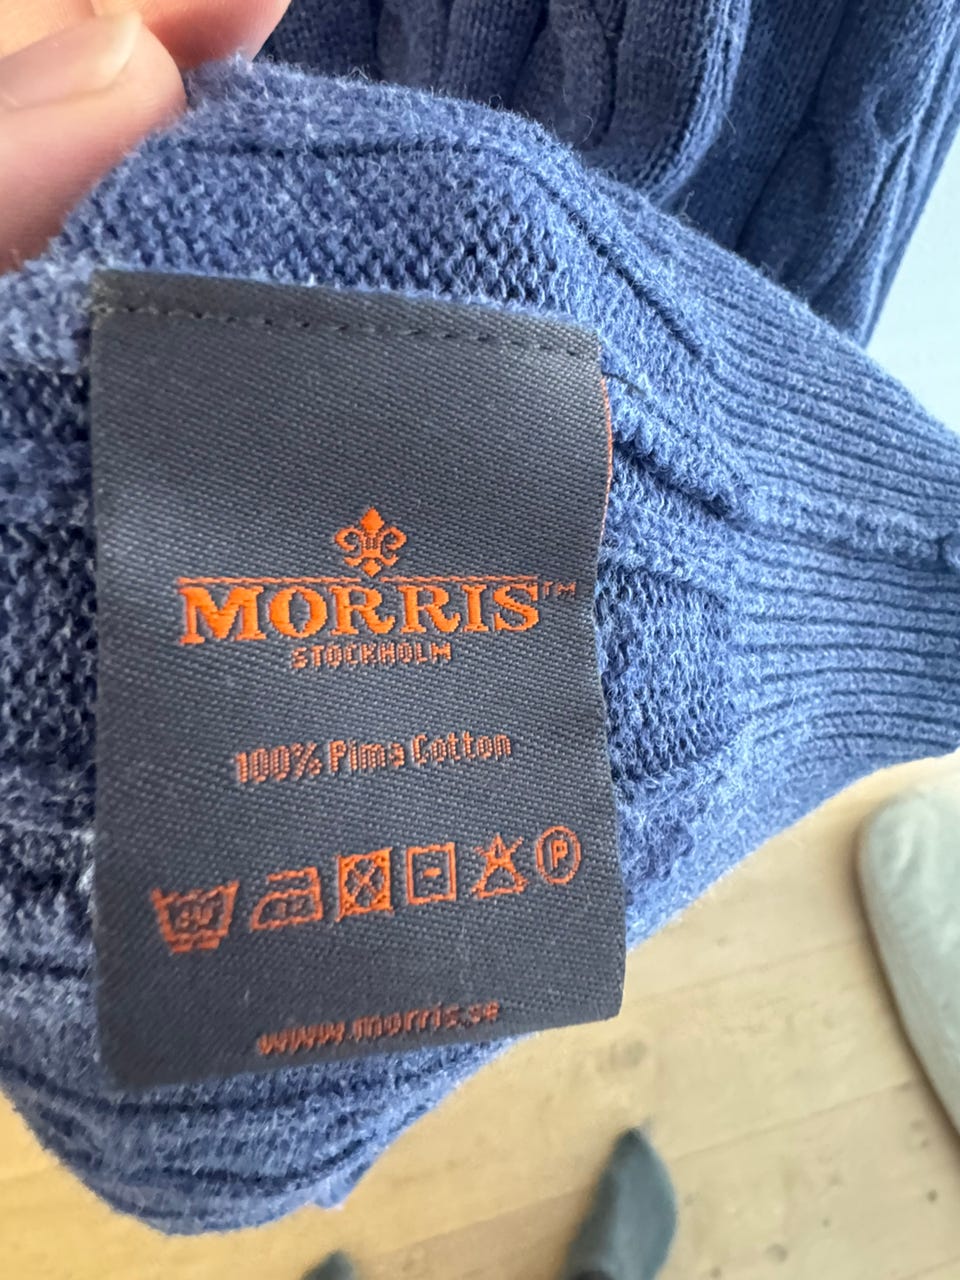 MORRIS™
STOCKHOLM
100% Pima Cotton
P
www.morris.se